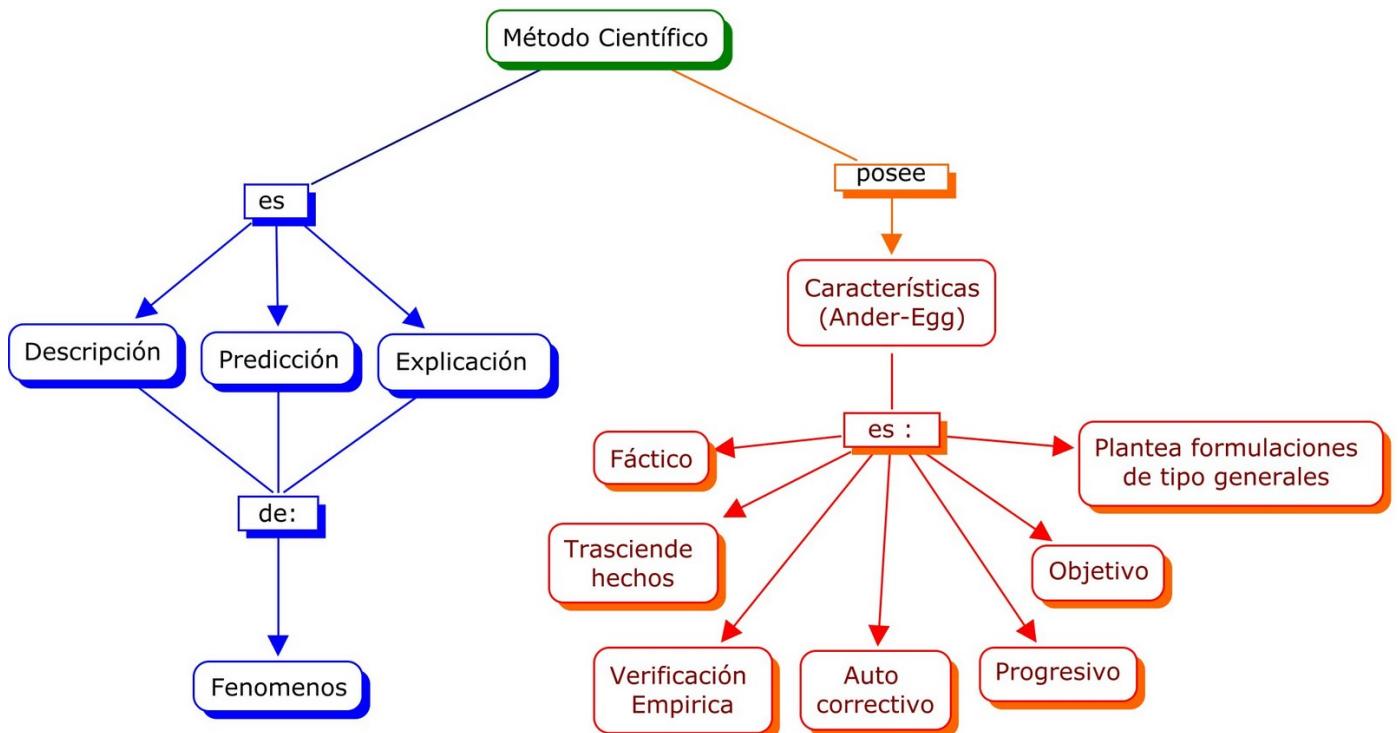 Método Científico
es
posee
Descripción
Predicción
Explicación
Características
(Ander-Egg)
de:
Fenomenos
es :
Fáctico
Trasciende
hechos
Verificación
Empirica
Auto
correctivo
Progresivo
Objetivo
Plantea formulaciones
de tipo generales